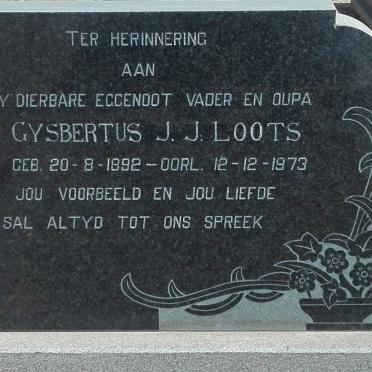 TER HERINNERING
AAN
Y DIERBARE EGGENOOT VADER EN OUPA
GYSBERTUS J. J. LOOTS
GEB. 20-8-1892 - OORL. 12-12-1973
JOU VOORBEELD EN JOU LIEFDE
SAL ALTYD TOT ONS SPREEK